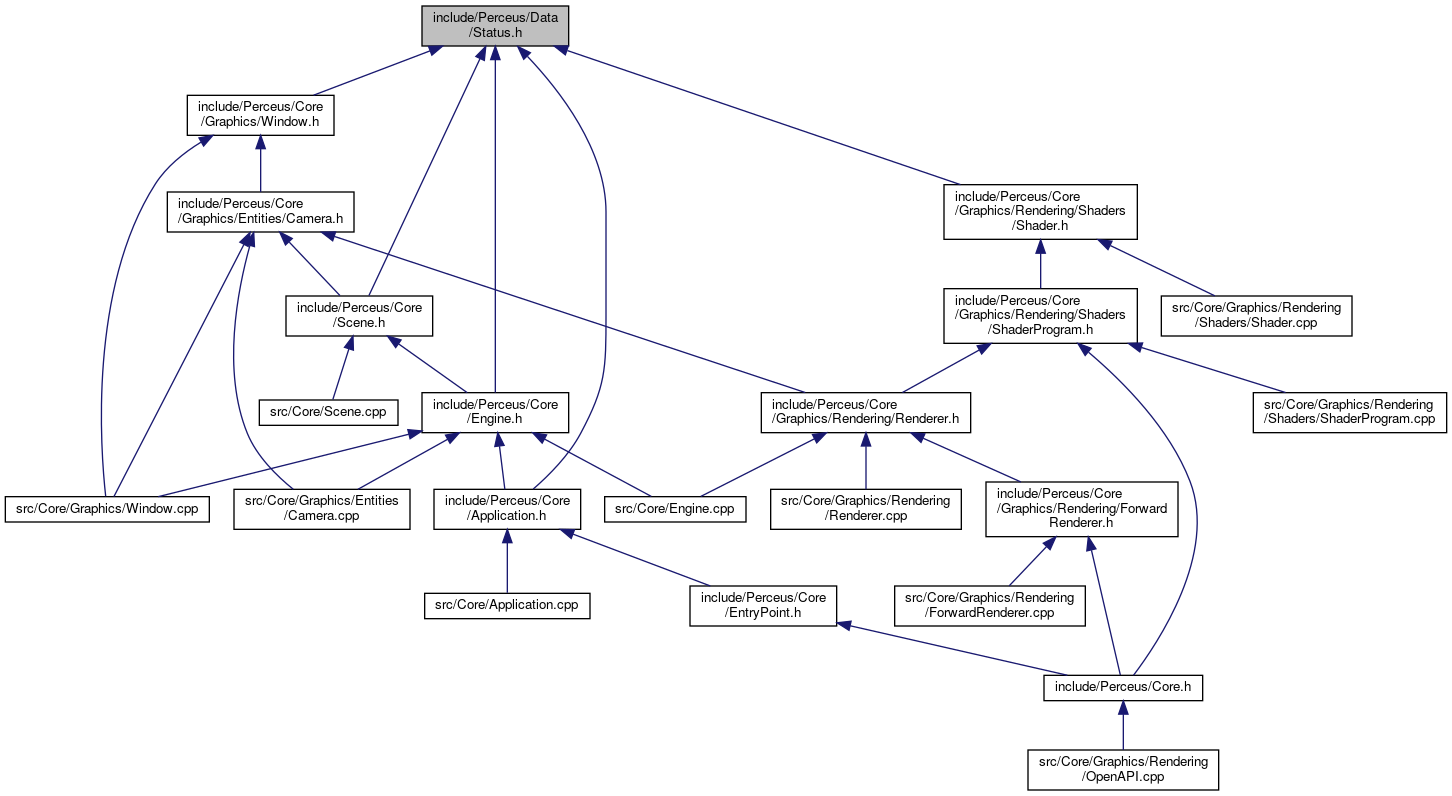 include/Perceus/Data
/Status.h
include/Perceus/Core
/Graphics/Window.h
include/Perceus/Core
/Graphics/Entities/Camera.h
include/Perceus/Core
/Graphics/Rendering/Shaders
/Shader.h
include/Perceus/Core
/Scene.h
include/Perceus/Core
/Graphics/Rendering/Shaders
/ShaderProgram.h
src/Core/Graphics/Rendering
/Shaders/Shader.cpp
src/Core/Scene.cpp
include/Perceus/Core
/Engine.h
include/Perceus/Core
/Graphics/Rendering/Renderer.h
src/Core/Graphics/Rendering
/Shaders/ShaderProgram.cpp
src/Core/Graphics/Window.cpp
src/Core/Graphics/Entities
/Camera.cpp
include/Perceus/Core
/Application.h
src/Core/Engine.cpp
src/Core/Graphics/Rendering
/Renderer.cpp
include/Perceus/Core
/Graphics/Rendering/Forward
Renderer.h
src/Core/Application.cpp
include/Perceus/Core
/EntryPoint.h
src/Core/Graphics/Rendering
/ForwardRenderer.cpp
include/Perceus/Core.h
src/Core/Graphics/Rendering
/OpenAPI.cpp